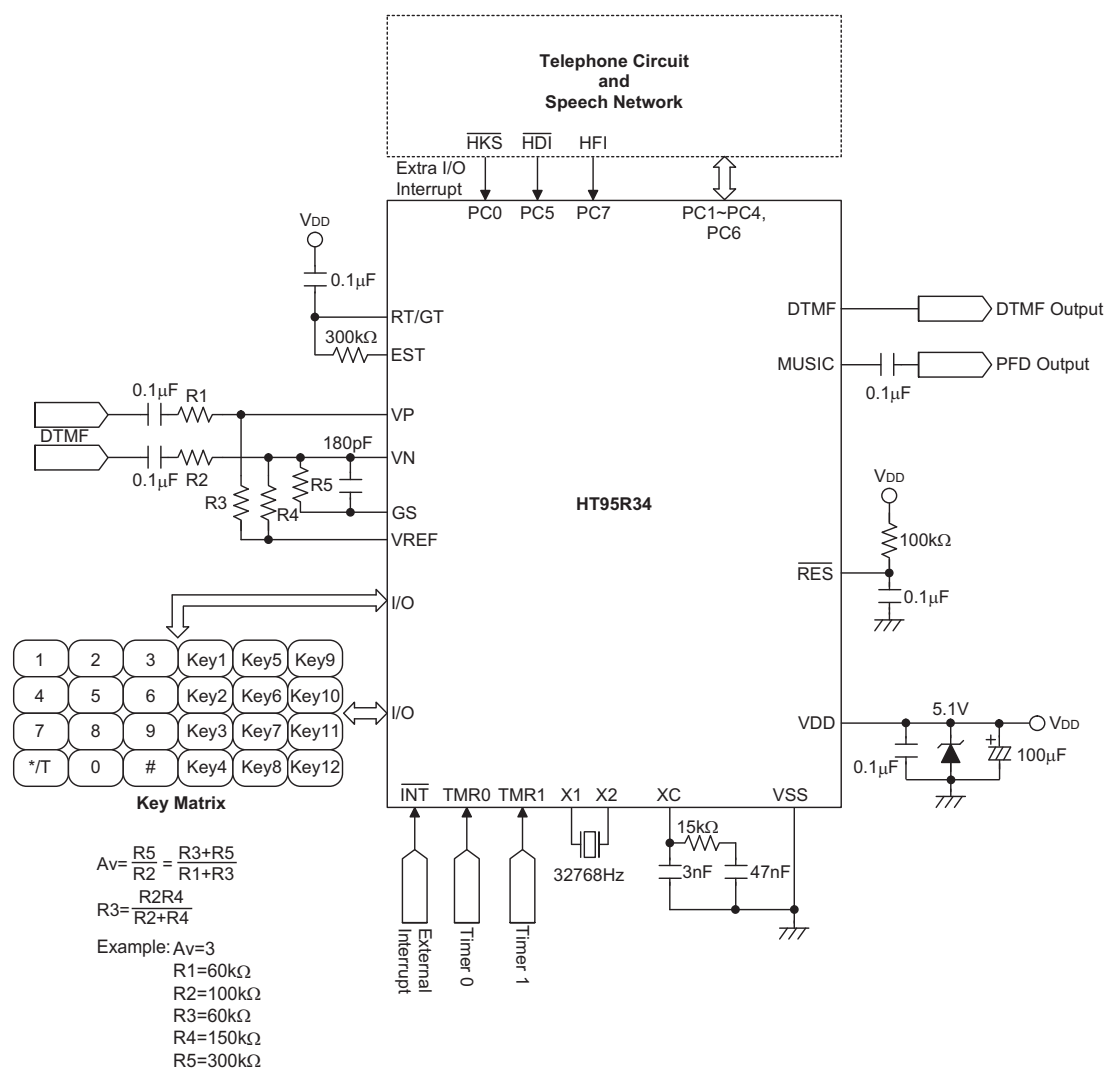 Telephone Circuit
and
Speech Network
HKS HDI HFI
Extra I/O
Interrupt
PC0 PC5 PC7 PC1~PC4,
PC6
VDD
0.1μF
RT/GT
300kΩ
EST
DTMF DTMF Output
MUSIC PFD Output
0.1μF
0.1μF R1
VP
DTMF
180pF
VN
0.1μF R2
R3 R4 R5
GS
VREF
HT95R34
VDD
100kΩ
RES
0.1μF
I/O
1 2 3 Key1 Key5 Key9
4 5 6 Key2 Key6 Key10
I/O
7 8 9 Key3 Key7 Key11
*/T 0 # Key4 Key8 Key12
Key Matrix
VDD 5.1V VDD
0.1μF + 100μF
INT TMR0 TMR1 X1 X2 XC VSS
15kΩ
32768Hz 3nF 47nF
External
Interrupt
Timer 0
Timer 1
Av=R5/R2 = R3+R5/R1+R3
R3=R2R4/R2+R4
Example: Av=3
R1=60kΩ
R2=100kΩ
R3=60kΩ
R4=150kΩ
R5=300kΩ